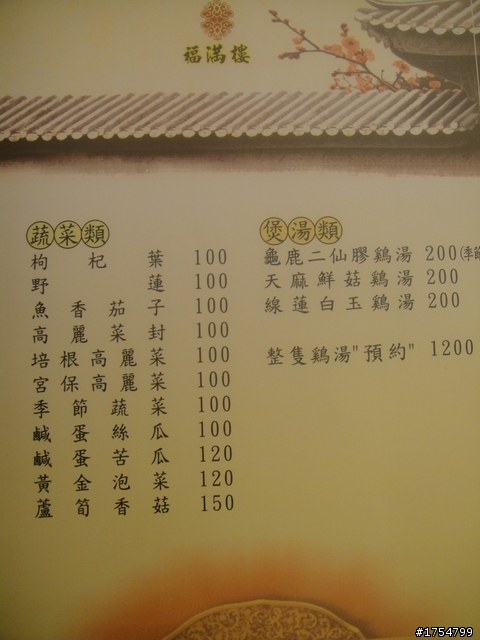 福滿樓
蔬菜類
枸杞葉 100
野蓮 100
魚香茄子 100
高麗菜封 100
培根高麗菜 100
宮保高麗菜 100
季節蔬菜 100
鹹蛋絲瓜 100
鹹蛋苦瓜 120
黃金泡菜 120
蘆筍香菇 150
煲湯類
龜鹿二仙膠鷄湯 200(季節
天麻鮮菇鷄湯 200
線蓮白玉鷄湯 200
整隻鷄湯"預約" 1200
#1754799